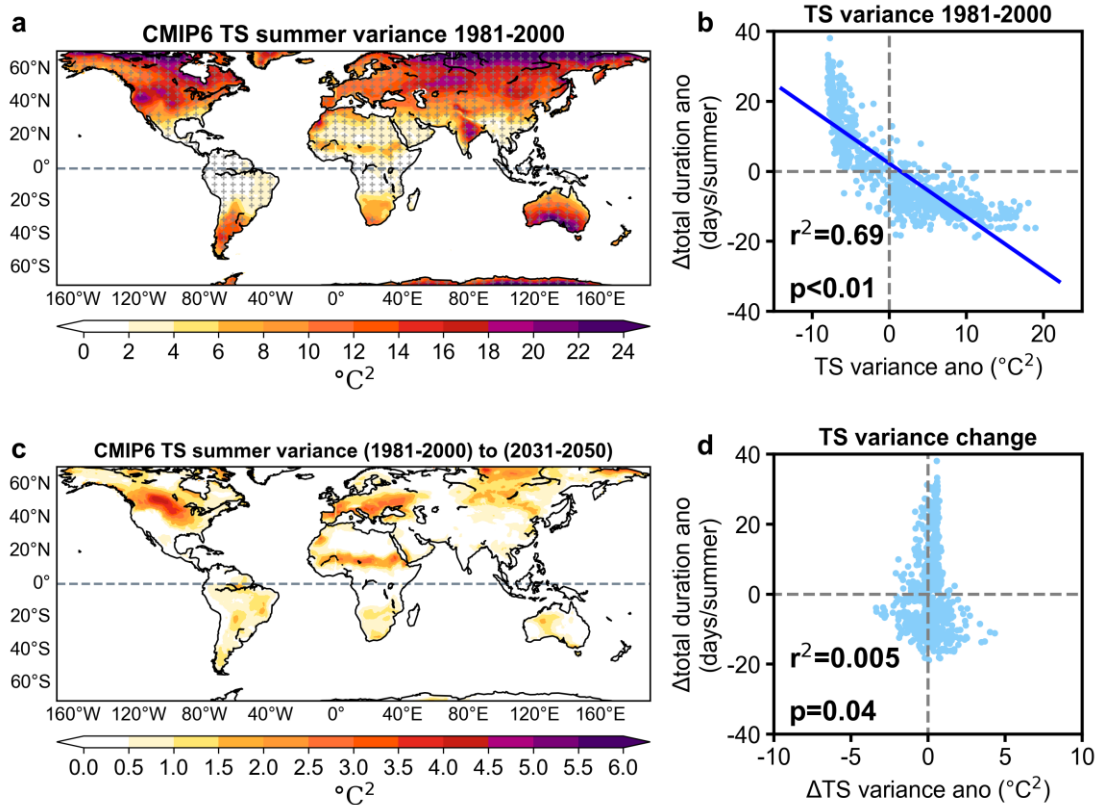 a
CMIP6 TS summer variance 1981-2000
60°N
40°N
20°N
0°
20°S
40°S
60°S
160°W 120°W 80°W 40°W 0° 40°E 80°E 120°E 160°E
0 2 4 6 8 10 12 14 16 18 20 22 24
°C²
b
TS variance 1981-2000
Δtotal duration ano
(days/summer)
40
20
0
-20
-40
r²=0.69
p<0.01
-10 0 10 20
TS variance ano (°C²)
c
CMIP6 TS summer variance (1981-2000) to (2031-2050)
60°N
40°N
20°N
0°
20°S
40°S
60°S
160°W 120°W 80°W 40°W 0° 40°E 80°E 120°E 160°E
0.0 0.5 1.0 1.5 2.0 2.5 3.0 3.5 4.0 4.5 5.0 5.5 6.0
°C²
d
TS variance change
Δtotal duration ano
(days/summer)
40
20
0
-20
-40
r²=0.005
p=0.04
-10 -5 0 5 10
ΔTS variance ano (°C²)